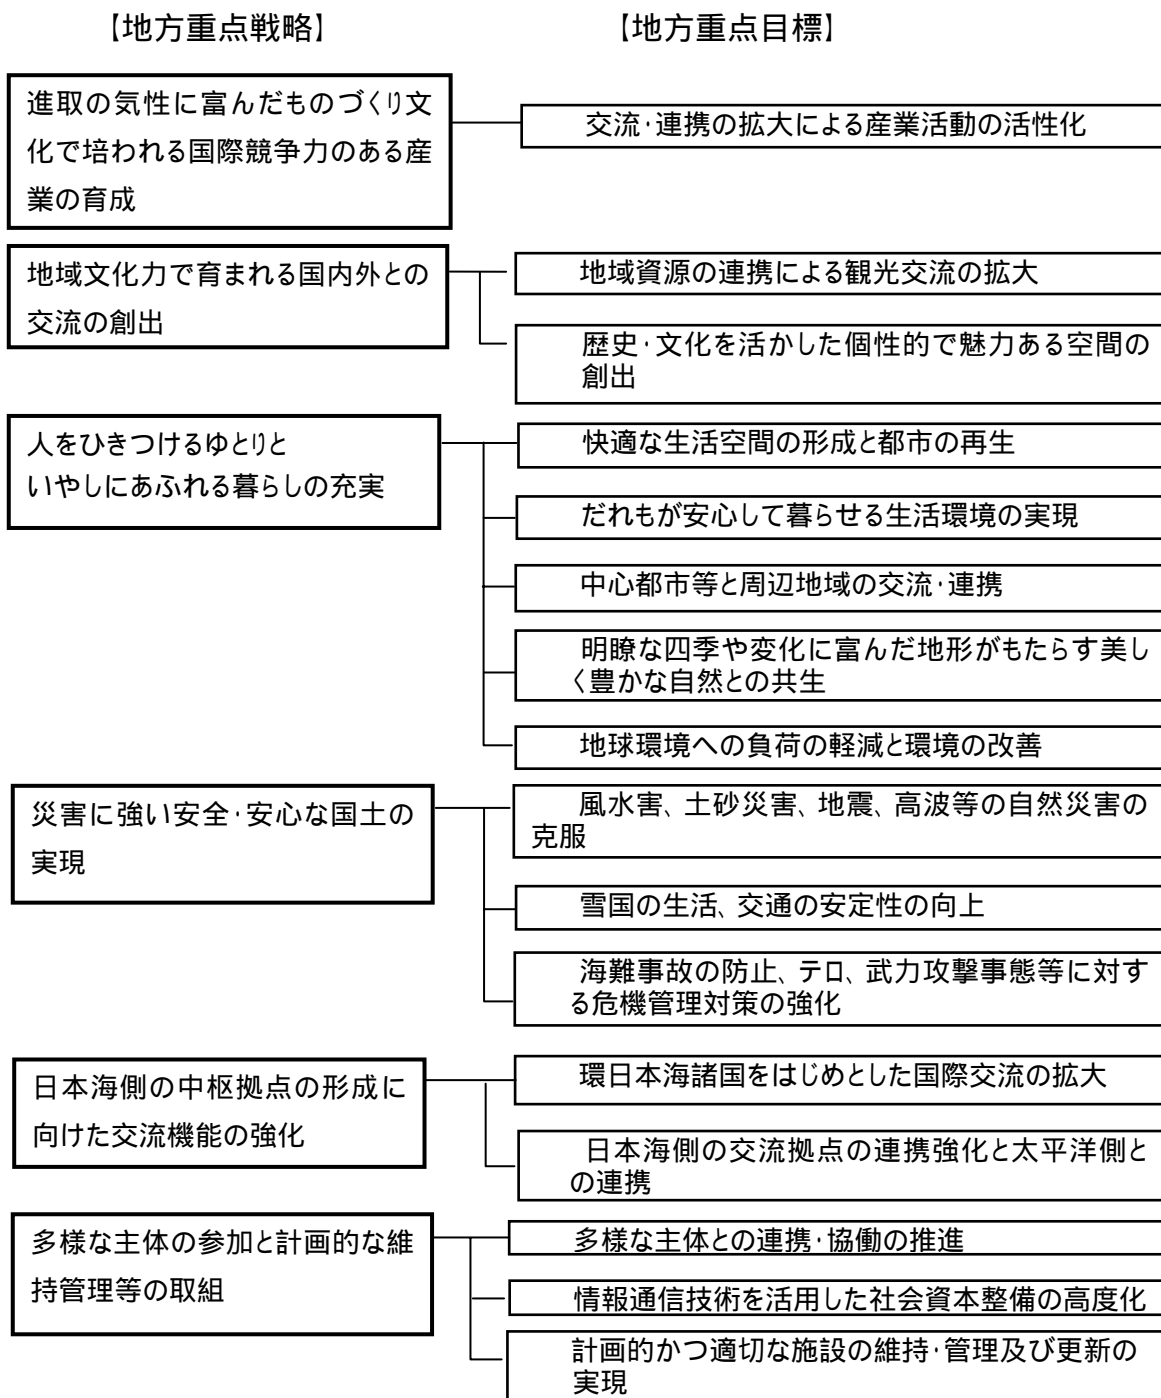 【地方重点戦略】
【地方重点目標】
進取の気性に富んだものづくり文
化で培われる国際競争力のある産
業の育成
交流・連携の拡大による産業活動の活性化
地域文化力で育まれる国内外との
交流の創出
地域資源の連携による観光交流の拡大
歴史・文化を活かした個性的で魅力ある空間の
創出
人をひきつけるゆとりと
いやしにあふれる暮らしの充実
快適な生活空間の形成と都市の再生
だれもが安心して暮らせる生活環境の実現
中心都市等と周辺地域の交流・連携
明瞭な四季や変化に富んだ地形がもたらす美し
く豊かな自然との共生
地球環境への負荷の軽減と環境の改善
災害に強い安全・安心な国土の
実現
風水害、土砂災害、地震、高波等の自然災害の
克服
雪国の生活、交通の安定性の向上
海難事故の防止、テロ、武力攻撃事態等に対す
る危機管理対策の強化
日本海側の中枢拠点の形成に
向けた交流機能の強化
環日本海諸国をはじめとした国際交流の拡大
日本海側の交流拠点の連携強化と太平洋側と
の連携
多様な主体の参加と計画的な維
持管理等の取組
多様な主体との連携・協働の推進
情報通信技術を活用した社会資本整備の高度化
計画的かつ適切な施設の維持・管理及び更新の
実現